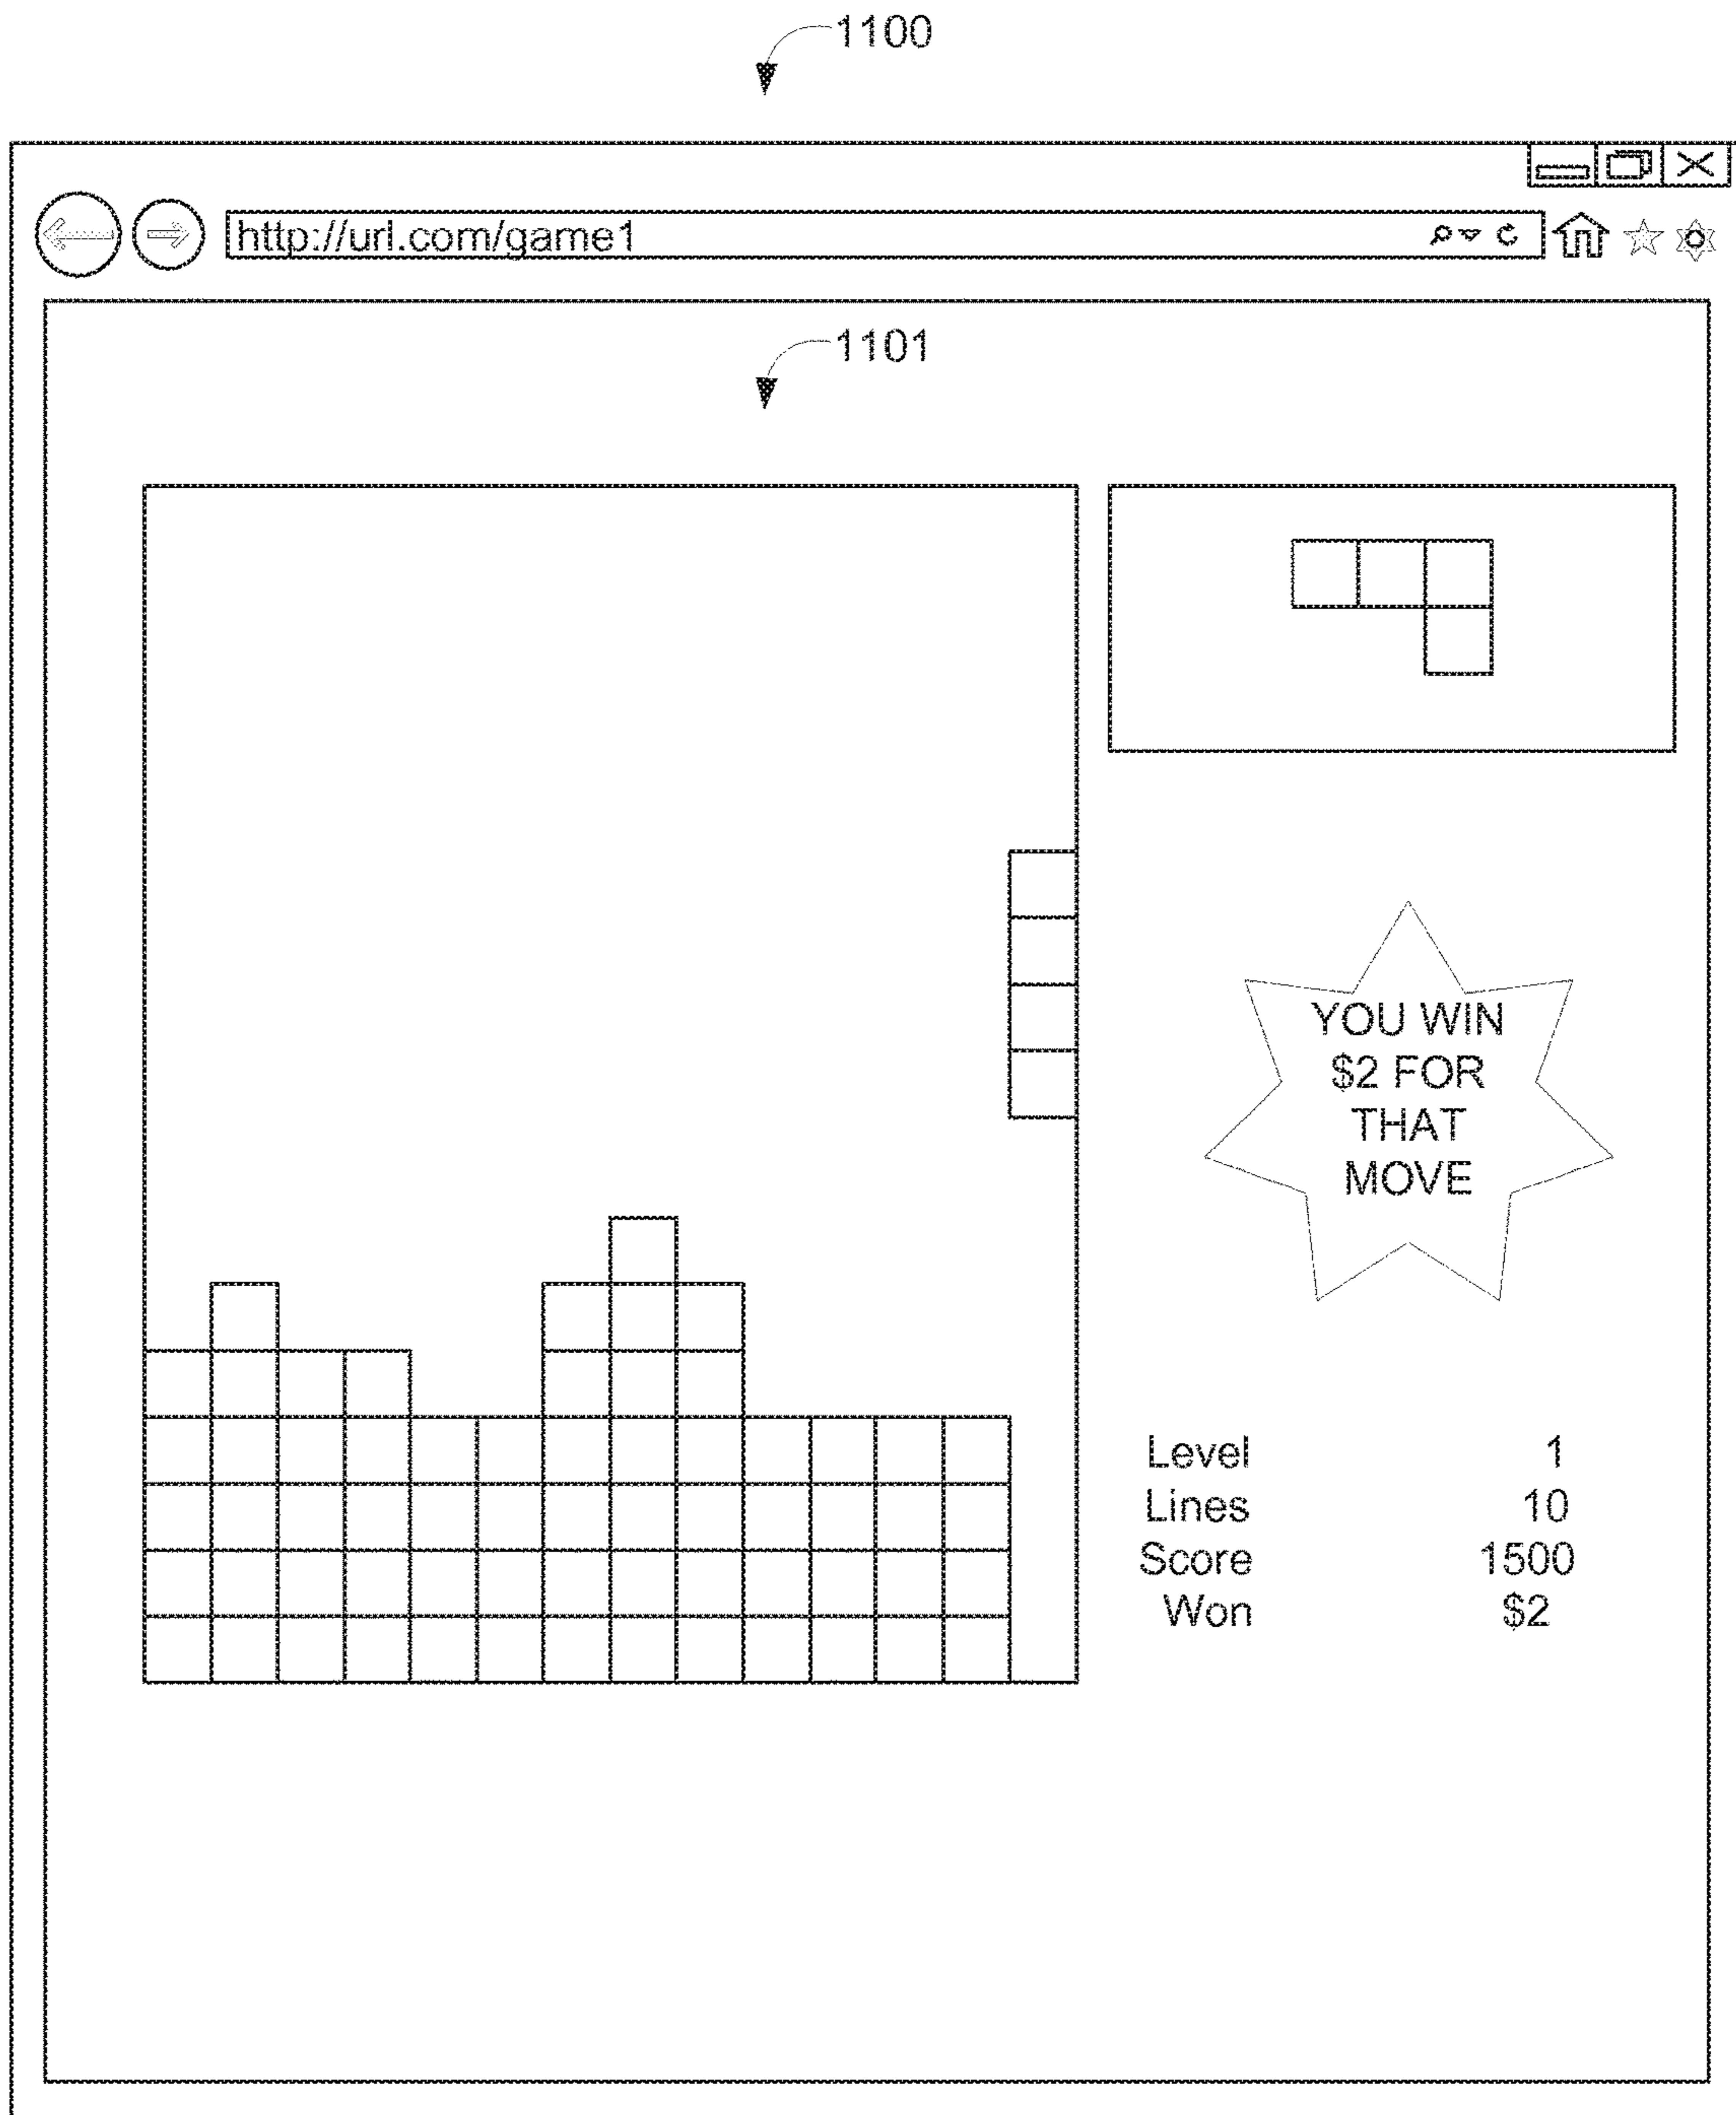 1100
http://url.com/game1
1101
YOU WIN
$2 FOR
THAT
MOVE
Level 1
Lines 10
Score 1500
Won $2